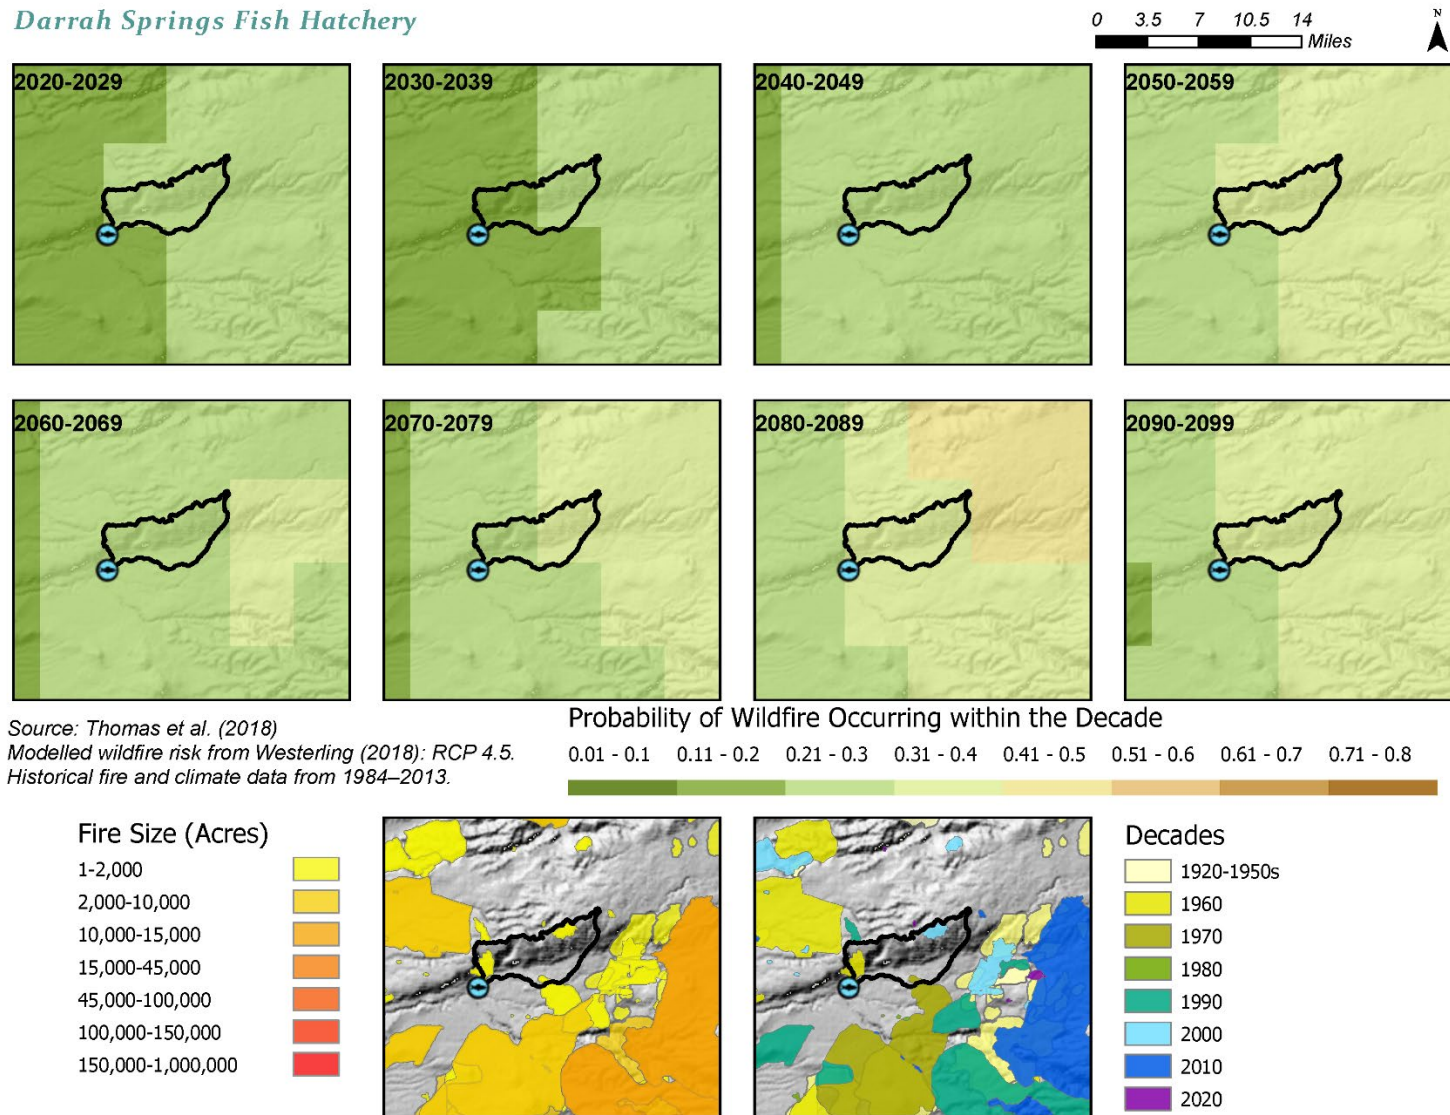 Darrah Springs Fish Hatchery
0 3.5 7 10.5 14
Miles
N
2020-2029
2030-2039
2040-2049
2050-2059
2060-2069
2070-2079
2080-2089
2090-2099
Source: Thomas et al. (2018)
Modelled wildfire risk from Westerling (2018): RCP 4.5.
Historical fire and climate data from 1984–2013.
Probability of Wildfire Occurring within the Decade
0.01 - 0.1 0.11 - 0.2 0.21 - 0.3 0.31 - 0.4 0.41 - 0.5 0.51 - 0.6 0.61 - 0.7 0.71 - 0.8
Fire Size (Acres)
1-2,000
2,000-10,000
10,000-15,000
15,000-45,000
45,000-100,000
100,000-150,000
150,000-1,000,000
Decades
1920-1950s
1960
1970
1980
1990
2000
2010
2020